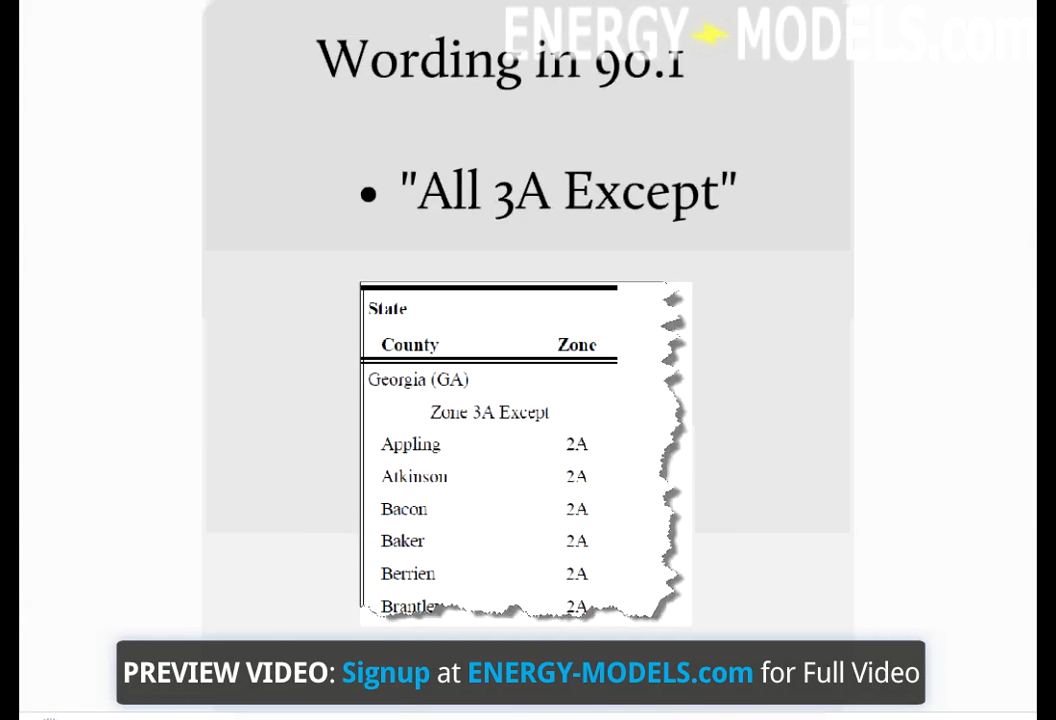 ENERGY MODELS.com
Wording in 90.1
• "All 3A Except"
State
County Zone
Georgia (GA)
Zone 3A Except
Appling 2A
Atkinson 2A
Bacon 2A
Baker 2A
Berrien 2A
Brantley 2A
PREVIEW VIDEO: Signup at ENERGY-MODELS.com for Full Video